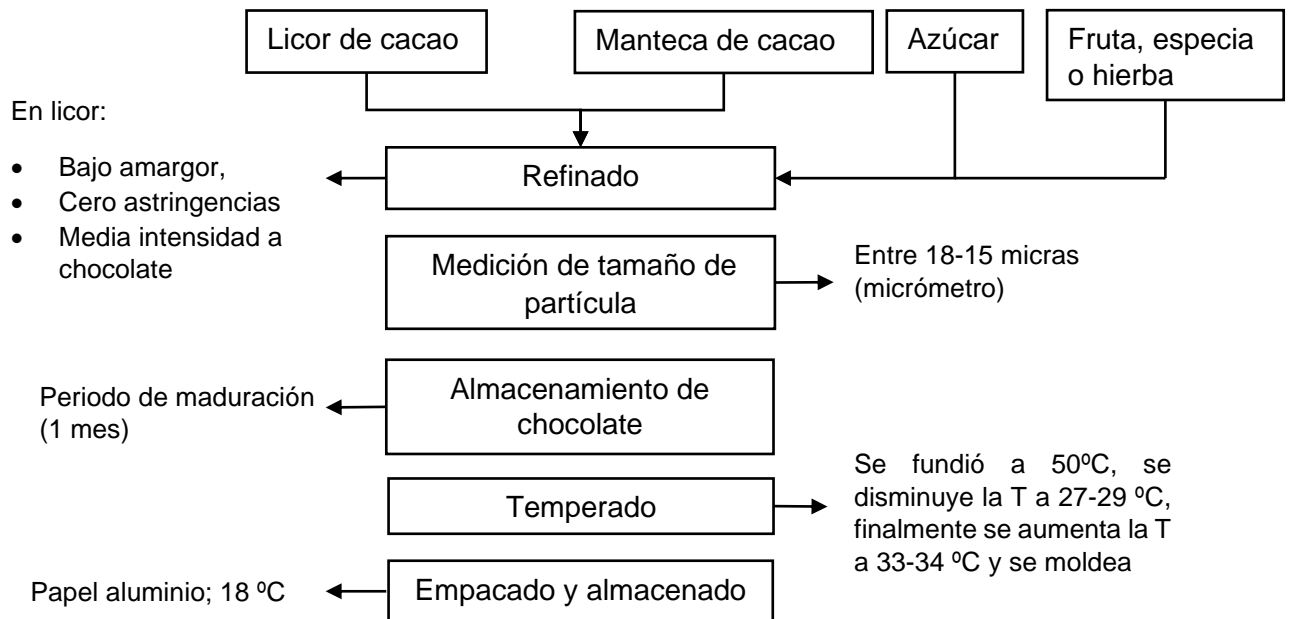 Licor de cacao
Manteca de cacao
Azúcar
Fruta, especia
o hierba
En licor:
• Bajo amargor,
• Cero astringencias
• Media intensidad a
chocolate
Refinado
Medición de tamaño de
partícula
Entre 18-15 micras
(micrómetro)
Almacenamiento de
chocolate
Periodo de maduración
(1 mes)
Temperado
Se fundió a 50ºC, se
disminuye la T a 27-29 ºC,
finalmente se aumenta la T
a 33-34 ºC y se moldea
Empacado y almacenado
Papel aluminio; 18 ºC